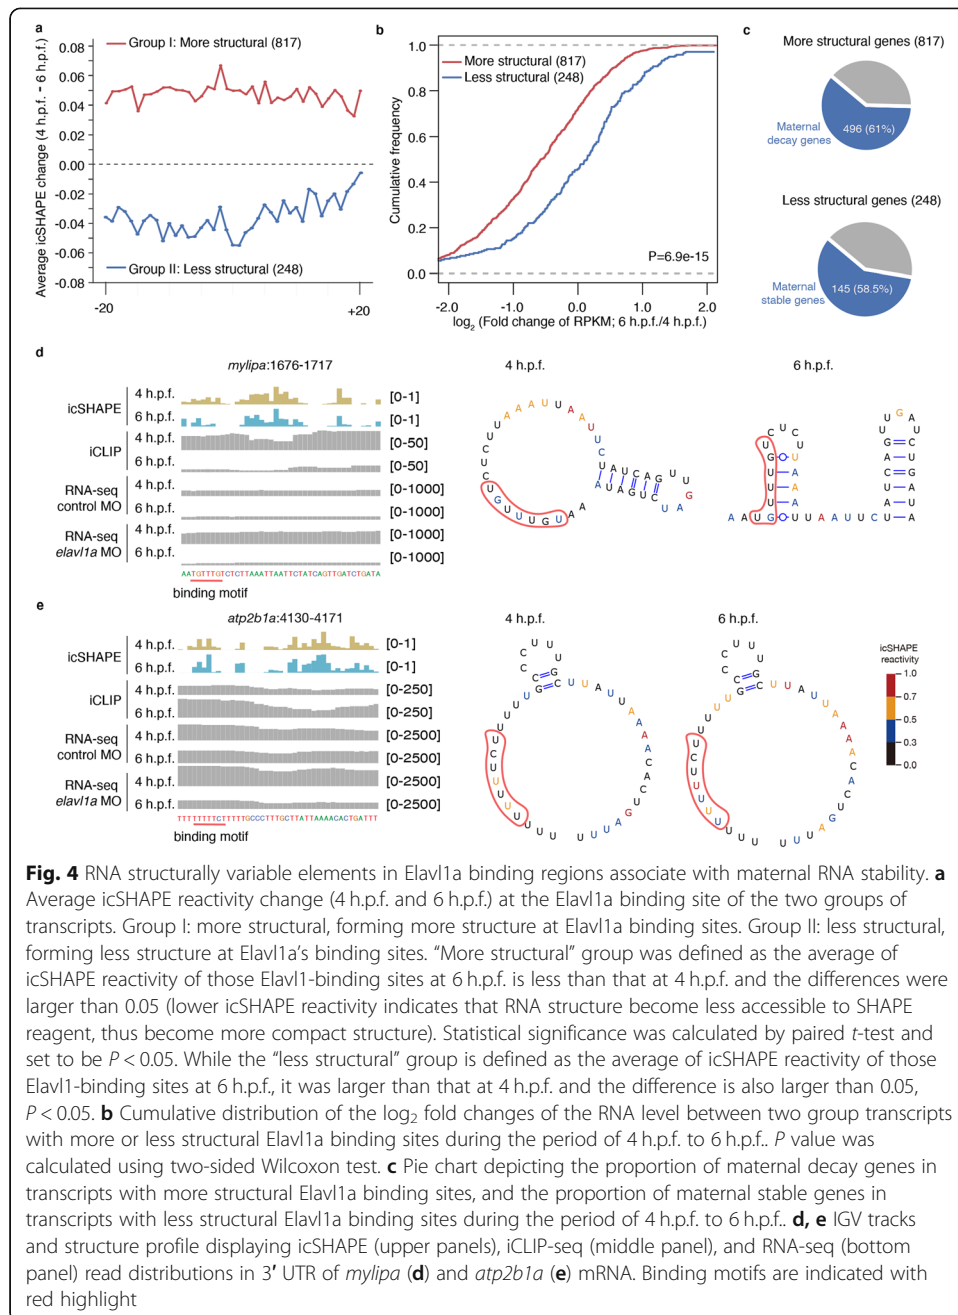 a
0.08
0.06
0.04
0.02
0.00
-0.02
-0.04
-0.06
-0.08
Average icSHAPE change (4 h.p.f. - 6 h.p.f.)
Group I: More structural (817)
Group II: Less structural (248)
-20
+20
b
1.0
0.8
0.6
0.4
0.2
0.0
Cumulative frequency
More structural (817)
Less structural (248)
P=6.9e-15
-2.0
-1.0
0.0
1.0
2.0
log2 (Fold change of RPKM; 6 h.p.f./4 h.p.f.)
c
More structural genes (817)
Maternal
decay genes
496 (61%)
Less structural genes (248)
Maternal
stable genes
145 (58.5%)
d
mylipa:1676-1717
icSHAPE
4 h.p.f.
[0-1]
6 h.p.f.
[0-1]
iCLIP
4 h.p.f.
[0-50]
6 h.p.f.
[0-50]
RNA-seq
control MO
4 h.p.f.
[0-1000]
6 h.p.f.
[0-1000]
RNA-seq
elavl1a MO
4 h.p.f.
[0-1000]
6 h.p.f.
[0-1000]
AATGTTTGTCTCTTAAATTAATTCTATCAGTTGATCTGATA
binding motif
4 h.p.f.
6 h.p.f.
e
atp2b1a:4130-4171
icSHAPE
4 h.p.f.
[0-1]
6 h.p.f.
[0-1]
iCLIP
4 h.p.f.
[0-250]
6 h.p.f.
[0-250]
RNA-seq
control MO
4 h.p.f.
[0-2500]
6 h.p.f.
[0-2500]
RNA-seq
elavl1a MO
4 h.p.f.
[0-2500]
6 h.p.f.
[0-2500]
TTTTTTTTCTTTTTGCCCTTTGCTTATTAAAACACTGATTT
binding motif
4 h.p.f.
6 h.p.f.
icSHAPE
reactivity
1.0
0.7
0.5
0.3
0.0
Fig. 4 RNA structurally variable elements in Elavl1a binding regions associate with maternal RNA stability. a
Average icSHAPE reactivity change (4 h.p.f. and 6 h.p.f.) at the Elavl1a binding site of the two groups of
transcripts. Group I: more structural, forming more structure at Elavl1a binding sites. Group II: less structural,
forming less structure at Elavl1a's binding sites. “More structural” group was defined as the average of
icSHAPE reactivity of those Elavl1-binding sites at 6 h.p.f. is less than that at 4 h.p.f. and the differences were
larger than 0.05 (lower icSHAPE reactivity indicates that RNA structure become less accessible to SHAPE
reagent, thus become more compact structure). Statistical significance was calculated by paired t-test and
set to be P < 0.05. While the “less structural” group is defined as the average of icSHAPE reactivity of those
Elavl1-binding sites at 6 h.p.f., it was larger than that at 4 h.p.f. and the difference is also larger than 0.05,
P < 0.05. b Cumulative distribution of the log2 fold changes of the RNA level between two group transcripts
with more or less structural Elavl1a binding sites during the period of 4 h.p.f. to 6 h.p.f.. P value was
calculated using two-sided Wilcoxon test. c Pie chart depicting the proportion of maternal decay genes in
transcripts with more structural Elavl1a binding sites, and the proportion of maternal stable genes in
transcripts with less structural Elavl1a binding sites during the period of 4 h.p.f. to 6 h.p.f.. d, e IGV tracks
and structure profile displaying icSHAPE (upper panels), iCLIP-seq (middle panel), and RNA-seq (bottom
panel) read distributions in 3′ UTR of mylipa (d) and atp2b1a (e) mRNA. Binding motifs are indicated with
red highlight